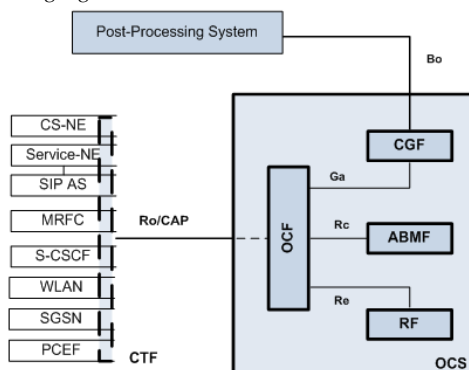 Post-Processing System
Bo
CS-NE
Service-NE
SIP AS
MRFC
S-CSCF
WLAN
SGSN
PCEF
CTF
Ro/CAP
OCF
Ga
CGF
Rc
ABMF
Re
RF
OCS